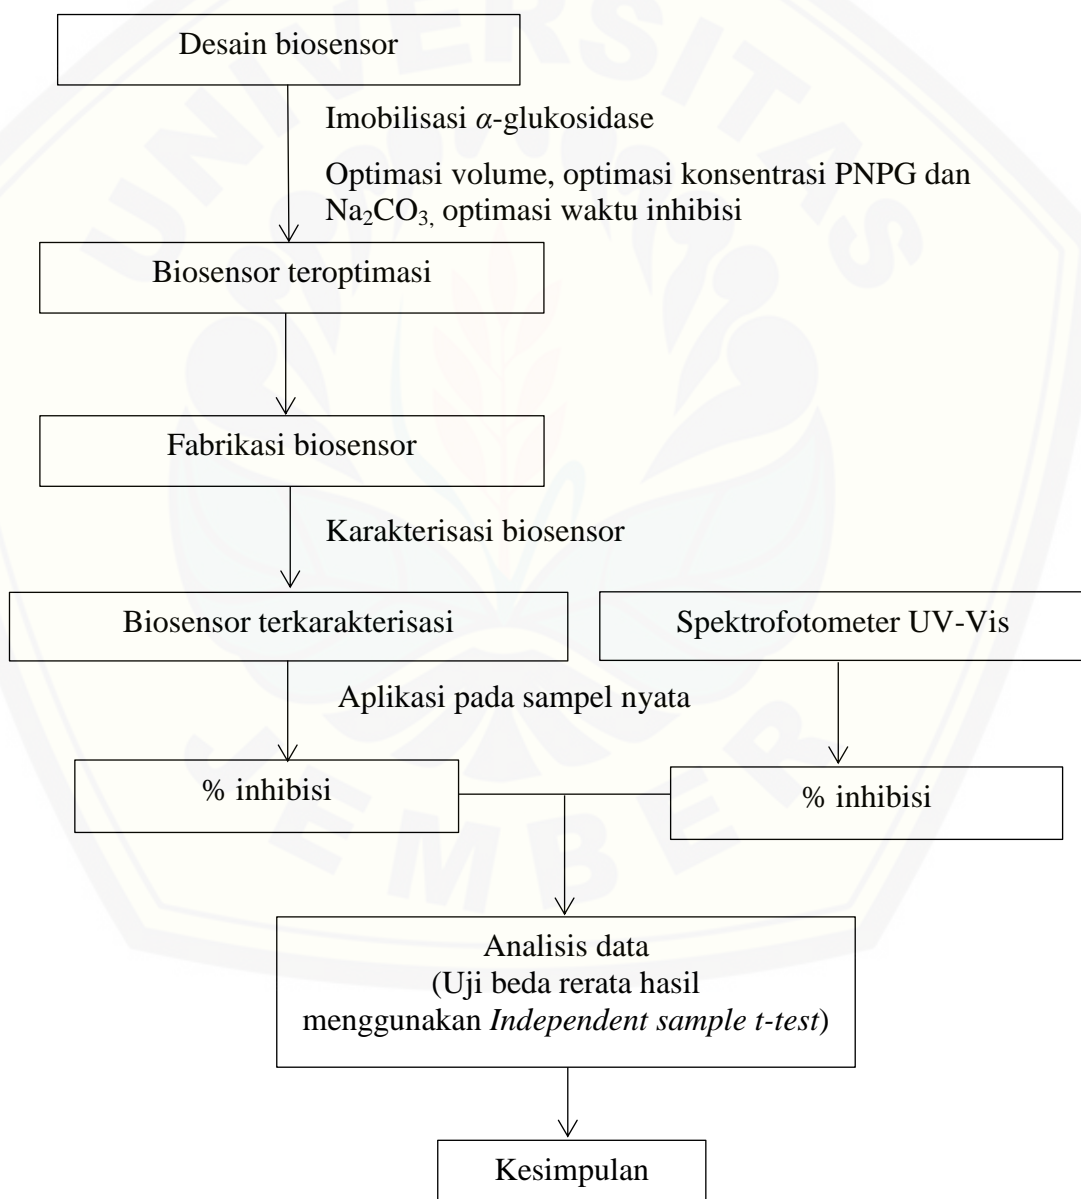 UNIVERSITAS
Desain biosensor
Imobilisasi α-glukosidase
Optimasi volume, optimasi konsentrasi PNPG dan
Na₂CO₃, optimasi waktu inhibisi
Biosensor teroptimasi
Fabrikasi biosensor
Karakterisasi biosensor
Biosensor terkarakterisasi
Spektrofotometer UV-Vis
Aplikasi pada sampel nyata
% inhibisi
% inhibisi
JEMBER
Analisis data
(Uji beda rerata hasil
menggunakan Independent sample t-test)
Kesimpulan